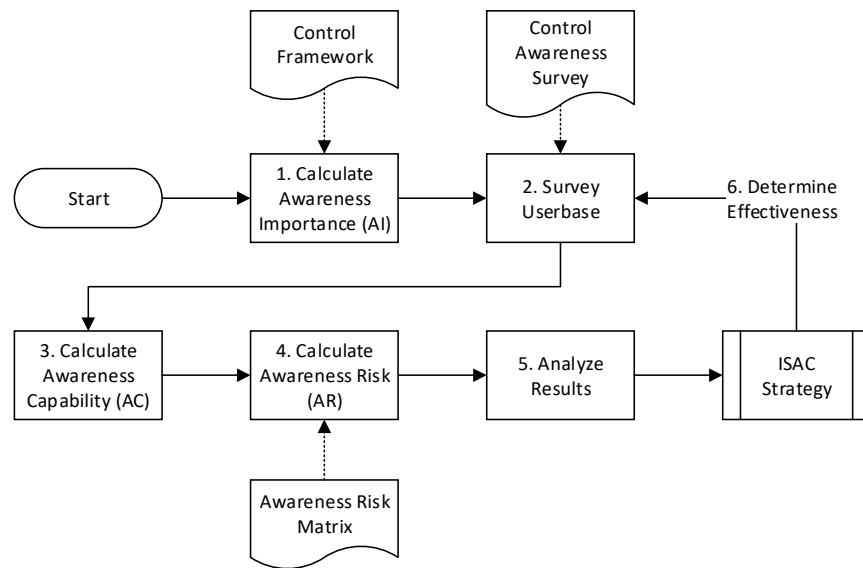 Control
Framework
Control
Awareness
Survey
Start
1. Calculate
Awareness
Importance (AI)
2. Survey
Userbase
6. Determine
Effectiveness
3. Calculate
Awareness
Capability (AC)
4. Calculate
Awareness Risk
(AR)
5. Analyze
Results
ISAC
Strategy
Awareness Risk
Matrix